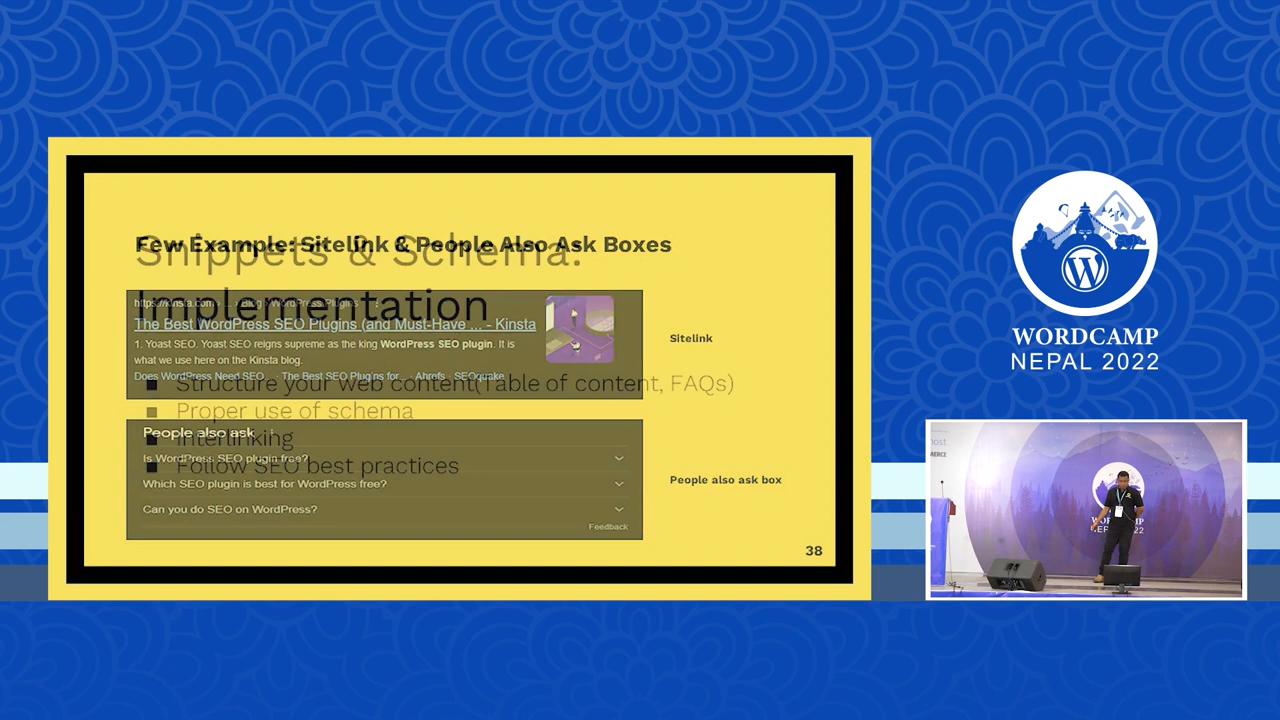 Few Example: Sitelink & People Also Ask Boxes
Snippets & Schema:
Implementation
https://kinsta.com › ... › Blog › WordPress Plugins
The Best WordPress SEO Plugins (and Must-Have ... - Kinsta
1. Yoast SEO. Yoast SEO reigns supreme as the king WordPress SEO plugin. It is
what we use here on the Kinsta blog.
Does WordPress Need SEO... · The Best SEO Plugins for... · Ahrefs · SEOquake
Sitelink
Structure your web content(Table of content, FAQs)
Proper use of schema
Interlinking
Follow SEO best practices
People also ask
Is WordPress SEO plugin free?
Which SEO plugin is best for WordPress free?
Can you do SEO on WordPress?
Feedback
People also ask box
38
WORDCAMP
NEPAL 2022
WORDCAMP